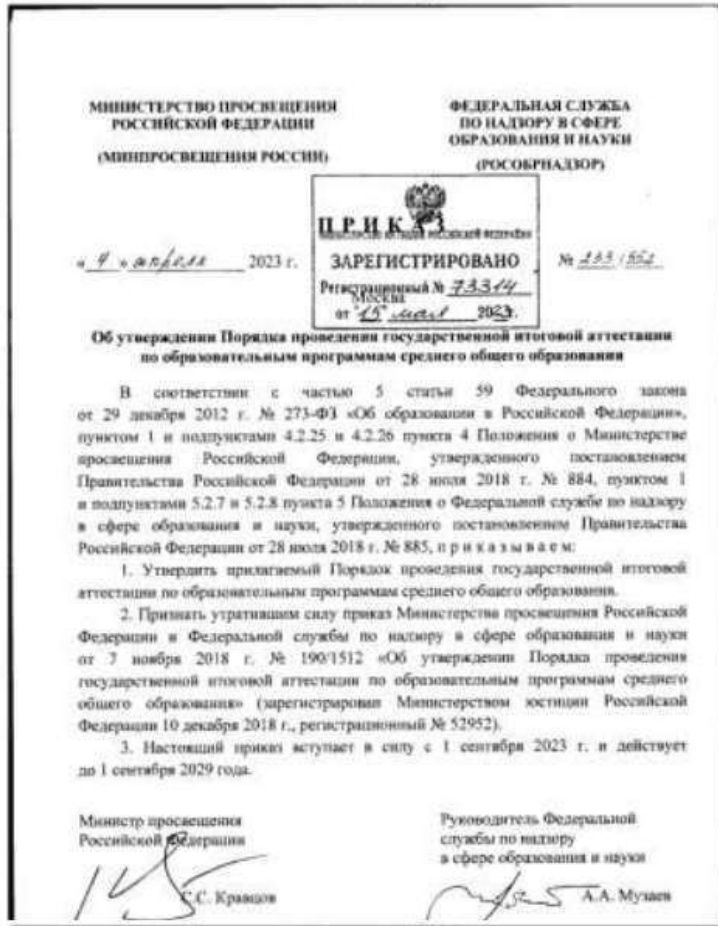 МИНИСТЕРСТВО ПРОСВЕЩЕНИЯ
РОССИЙСКОЙ ФЕДЕРАЦИИ
(МИНПРОСВЕЩЕНИЯ РОССИИ)
ФЕДЕРАЛЬНАЯ СЛУЖБА
ПО НАДЗОРУ В СФЕРЕ
ОБРАЗОВАНИЯ И НАУКИ
(РОСОБРНАДЗОР)
ПРИКАЗ
МИНИСТЕРСТВО ЮСТИЦИИ РОССИЙСКОЙ ФЕДЕРАЦИИ
« 4 » апреля 2023 г.
ЗАРЕГИСТРИРОВАНО
№ 233/552
Регистрационный № 73314
Москва
от "15" мая 2023.
Об утверждении Порядка проведения государственной итоговой аттестации
по образовательным программам среднего общего образования
В соответствии с частью 5 статьи 59 Федерального закона
от 29 декабря 2012 г. № 273-ФЗ «Об образовании в Российской Федерации»,
пунктом 1 и подпунктами 4.2.25 и 4.2.26 пункта 4 Положения о Министерстве
просвещения Российской Федерации, утвержденного постановлением
Правительства Российской Федерации от 28 июля 2018 г. № 884, пунктом 1
и подпунктами 5.2.7 и 5.2.8 пункта 5 Положения о Федеральной службе по надзору
в сфере образования и науки, утвержденного постановлением Правительства
Российской Федерации от 28 июля 2018 г. № 885, п р и к а з ы в а е м:
1. Утвердить прилагаемый Порядок проведения государственной итоговой
аттестации по образовательным программам среднего общего образования.
2. Признать утратившим силу приказ Министерства просвещения Российской
Федерации и Федеральной службы по надзору в сфере образования и науки
от 7 ноября 2018 г. № 190/1512 «Об утверждении Порядка проведения
государственной итоговой аттестации по образовательным программам среднего
общего образования» (зарегистрирован Министерством юстиции Российской
Федерации 10 декабря 2018 г., регистрационный № 52952).
3. Настоящий приказ вступает в силу с 1 сентября 2023 г. и действует
до 1 сентября 2029 года.
Министр просвещения
Российской Федерации
С.С. Кравцов
Руководитель Федеральной
службы по надзору
в сфере образования и науки
А.А. Музаев